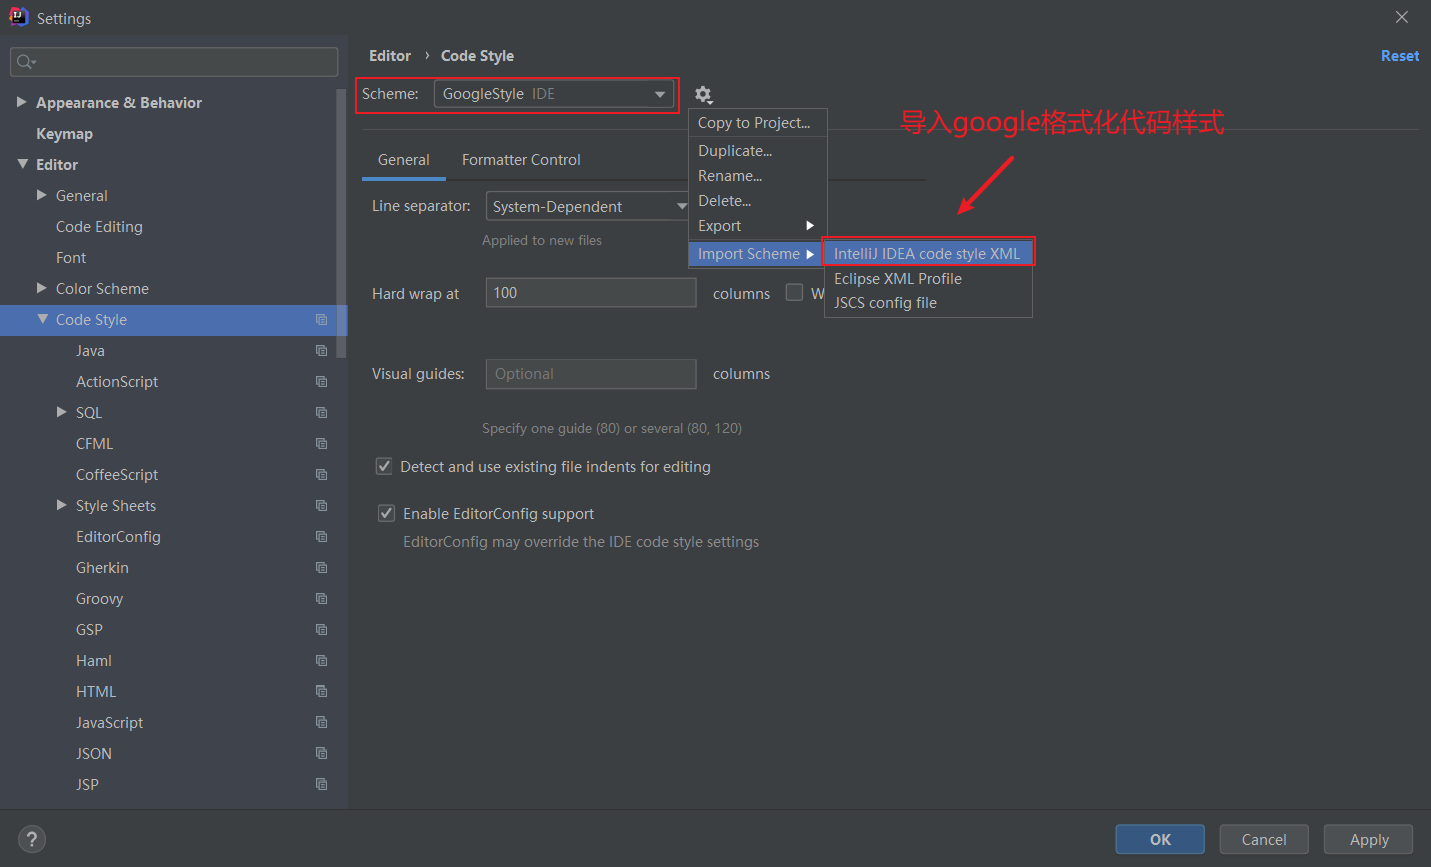 Settings
Editor › Code Style
Reset
Scheme: GoogleStyle IDE
Appearance & Behavior
Keymap
Editor
General
Code Editing
Font
Color Scheme
Code Style
Java
ActionScript
SQL
CFML
CoffeeScript
Style Sheets
EditorConfig
Gherkin
Groovy
GSP
Haml
HTML
JavaScript
JSON
JSP
Copy to Project...
Duplicate...
Rename...
Delete...
Export
Import Scheme
IntelliJ IDEA code style XML
Eclipse XML Profile
JSCS config file
导入google格式化代码样式
General Formatter Control
Line separator: System-Dependent
Applied to new files
Hard wrap at 100 columns W
Visual guides: Optional columns
Specify one guide (80) or several (80, 120)
Detect and use existing file indents for editing
Enable EditorConfig support
EditorConfig may override the IDE code style settings
?
OK Cancel Apply